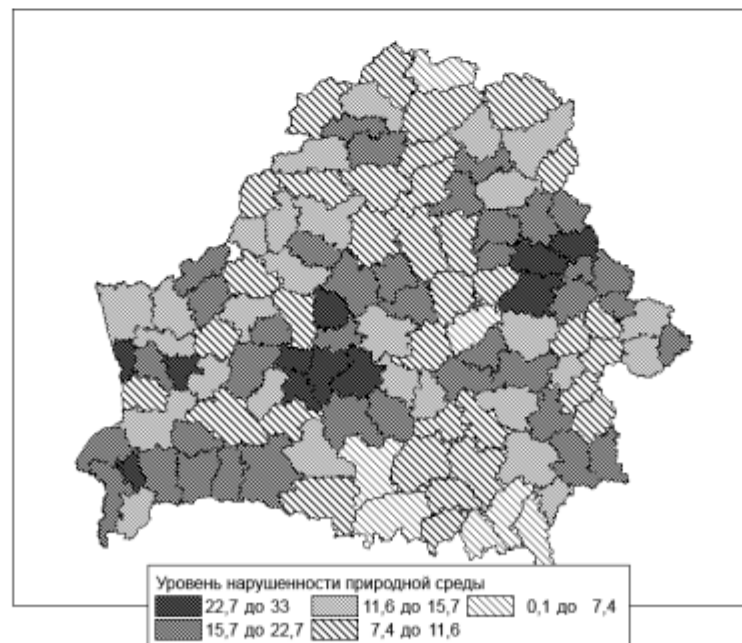 Уровень нарушенности природной среды
22,7 до 33 11,6 до 15,7 0,1 до 7,4
15,7 до 22,7 7,4 до 11,6